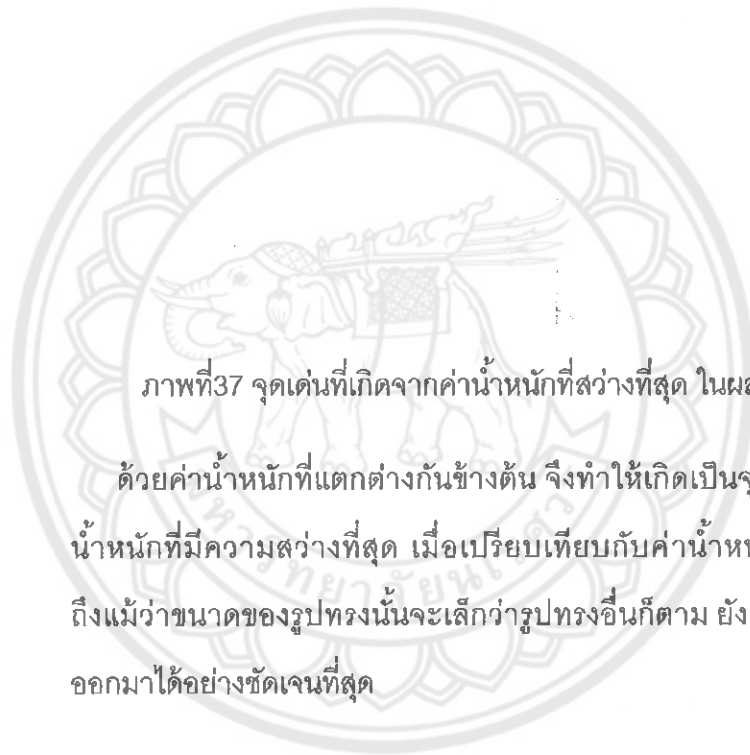 ภาพที่37 จุดเด่นที่เกิดจากค่าน้ำหนักที่สว่างที่สุด ในผล
ด้วยค่าน้ำหนักที่แตกต่างกันข้างต้น จึงทำให้เกิดเป็นจุ
น้ำหนักที่มีความสว่างที่สุด เมื่อเปรียบเทียบกับค่าน้ำหน
ถึงแม้ว่าขนาดของรูปทรงนั้นจะเล็กว่ารูปทรงอื่นก็ตาม ยัง
ออกมาได้อย่างชัดเจนที่สุด